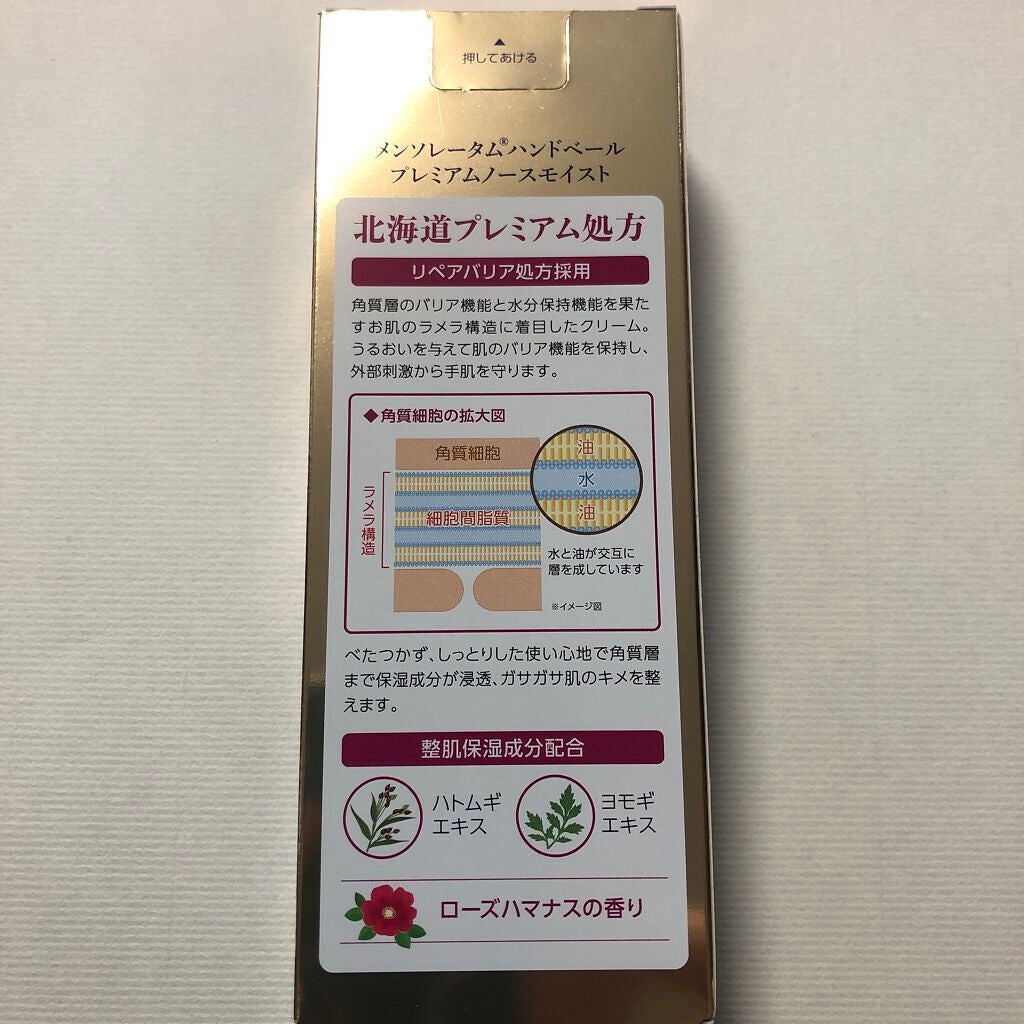 ▲
押してあける
メンソレータム®ハンドベール
プレミアムノースモイスト
北海道プレミアム処方
リペアバリア処方採用
角質層のバリア機能と水分保持機能を果た
すお肌のラメラ構造に着目したクリーム。
うるおいを与えて肌のバリア機能を保持し、
外部刺激から手肌を守ります。
◆角質細胞の拡大図
角質細胞
ラメラ構造
細胞間脂質
油
水
油
水と油が交互に
層を成しています
※イメージ図
べたつかず、しっとりした使い心地で角質層
まで保湿成分が浸透、ガサガサ肌のキメを整
えます。
整肌保湿成分配合
ハトムギ
エキス
ヨモギ
エキス
ローズハマナスの香り